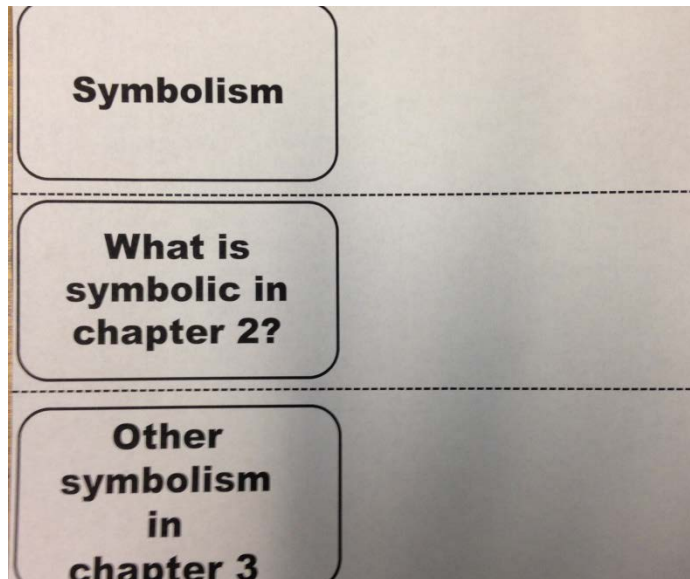 Symbolism
What is
symbolic in
chapter 2?
Other
symbolism
in
chapter 3